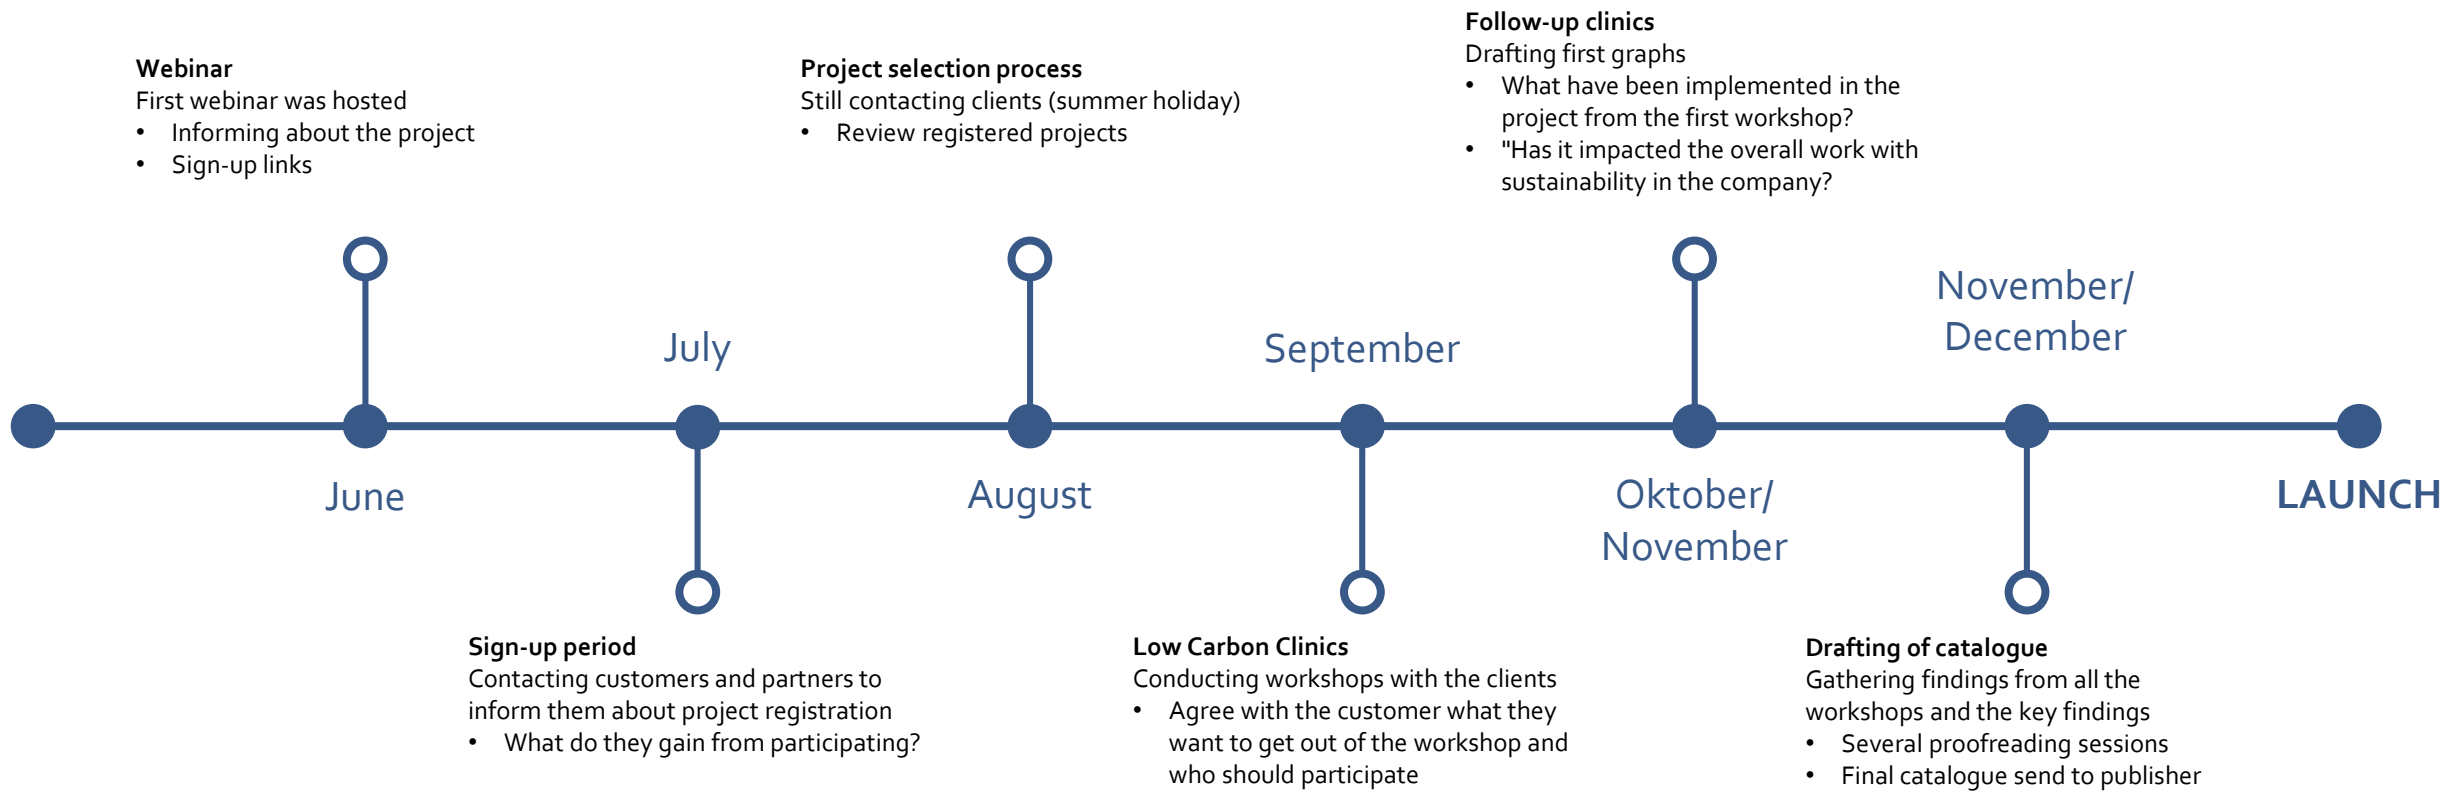 Webinar
First webinar was hosted
• Informing about the project
• Sign-up links
June
July
Sign-up period
Contacting customers and partners to
inform them about project registration
• What do they gain from participating?
Project selection process
Still contacting clients (summer holiday)
• Review registered projects
August
September
Low Carbon Clinics
Conducting workshops with the clients
• Agree with the customer what they
want to get out of the workshop and
who should participate
Follow-up clinics
Drafting first graphs
• What have been implemented in the
project from the first workshop?
• "Has it impacted the overall work with
sustainability in the company?
Oktober/
November
November/
December
Drafting of catalogue
Gathering findings from all the
workshops and the key findings
• Several proofreading sessions
• Final catalogue send to publisher
LAUNCH